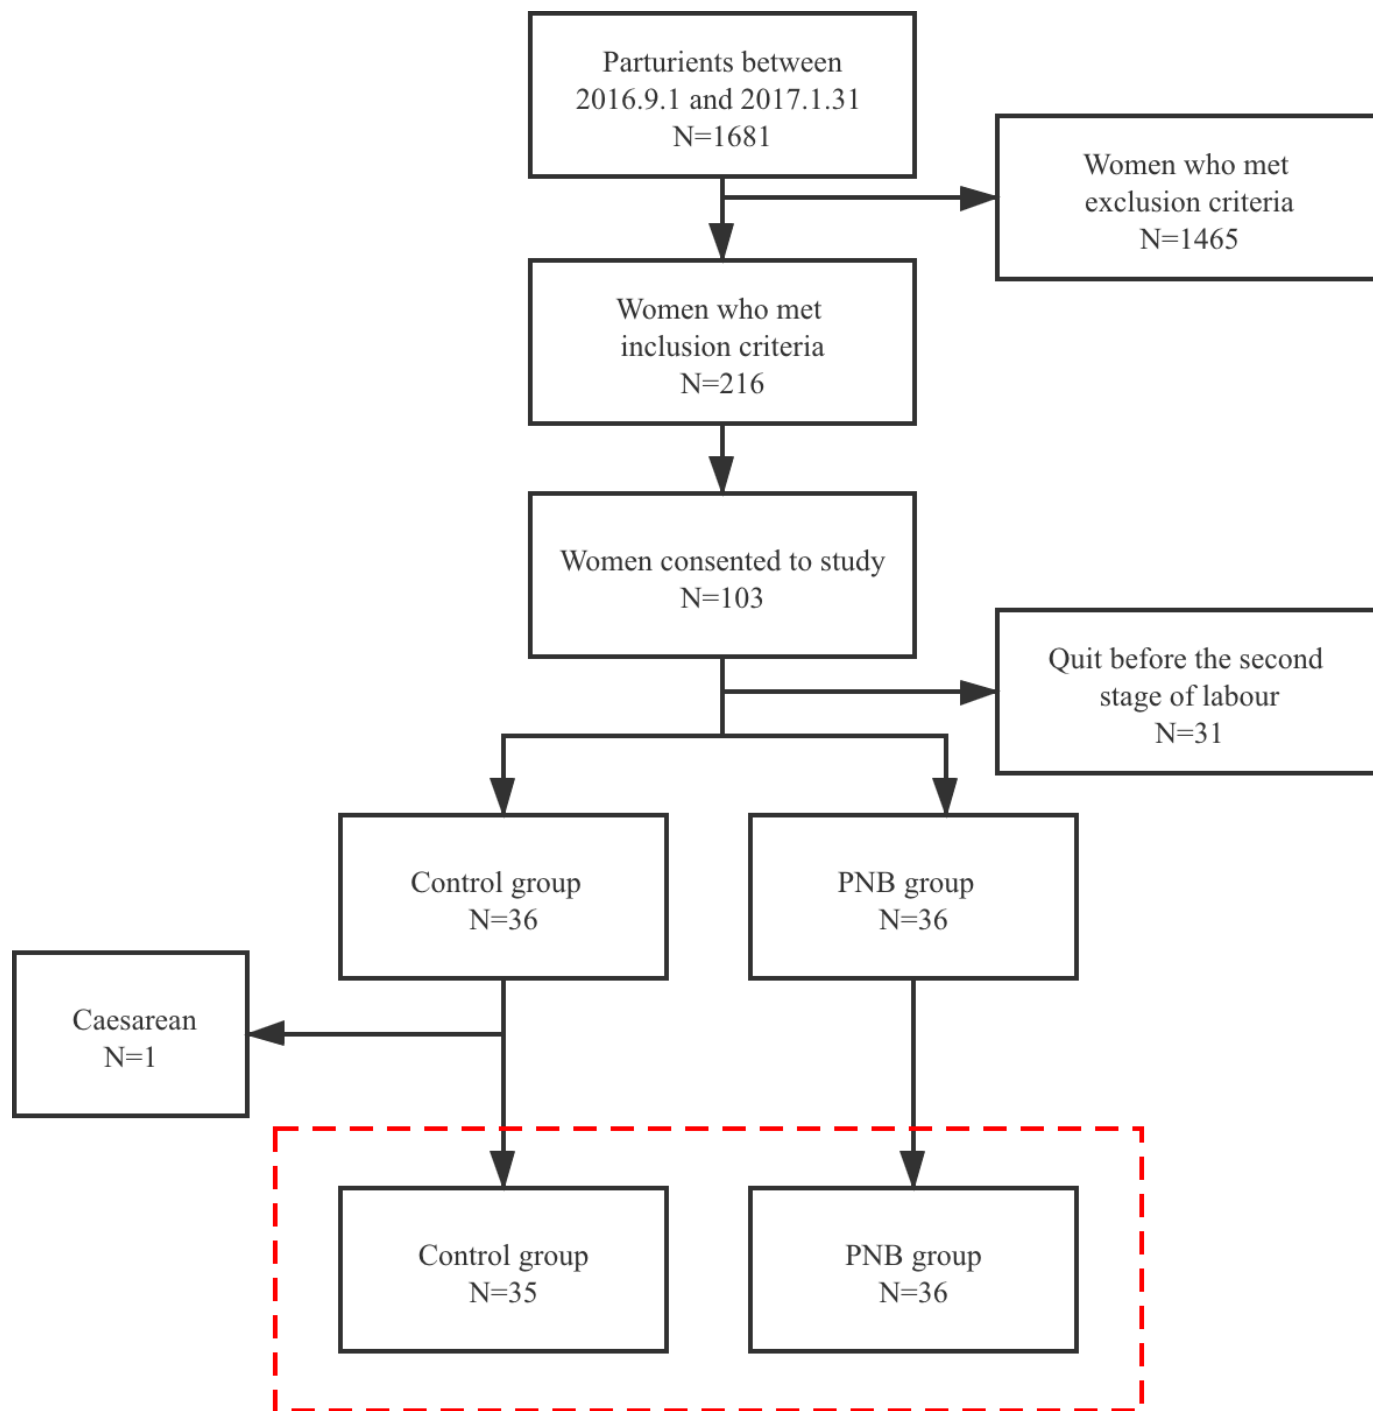 Parturients between
2016.9.1 and 2017.1.31
N=1681
Women who met
exclusion criteria
N=1465
Women who met
inclusion criteria
N=216
Women consented to study
N=103
Quit before the second
stage of labour
N=31
Control group
N=36
PNB group
N=36
Caesarean
N=1
Control group
N=35
PNB group
N=36